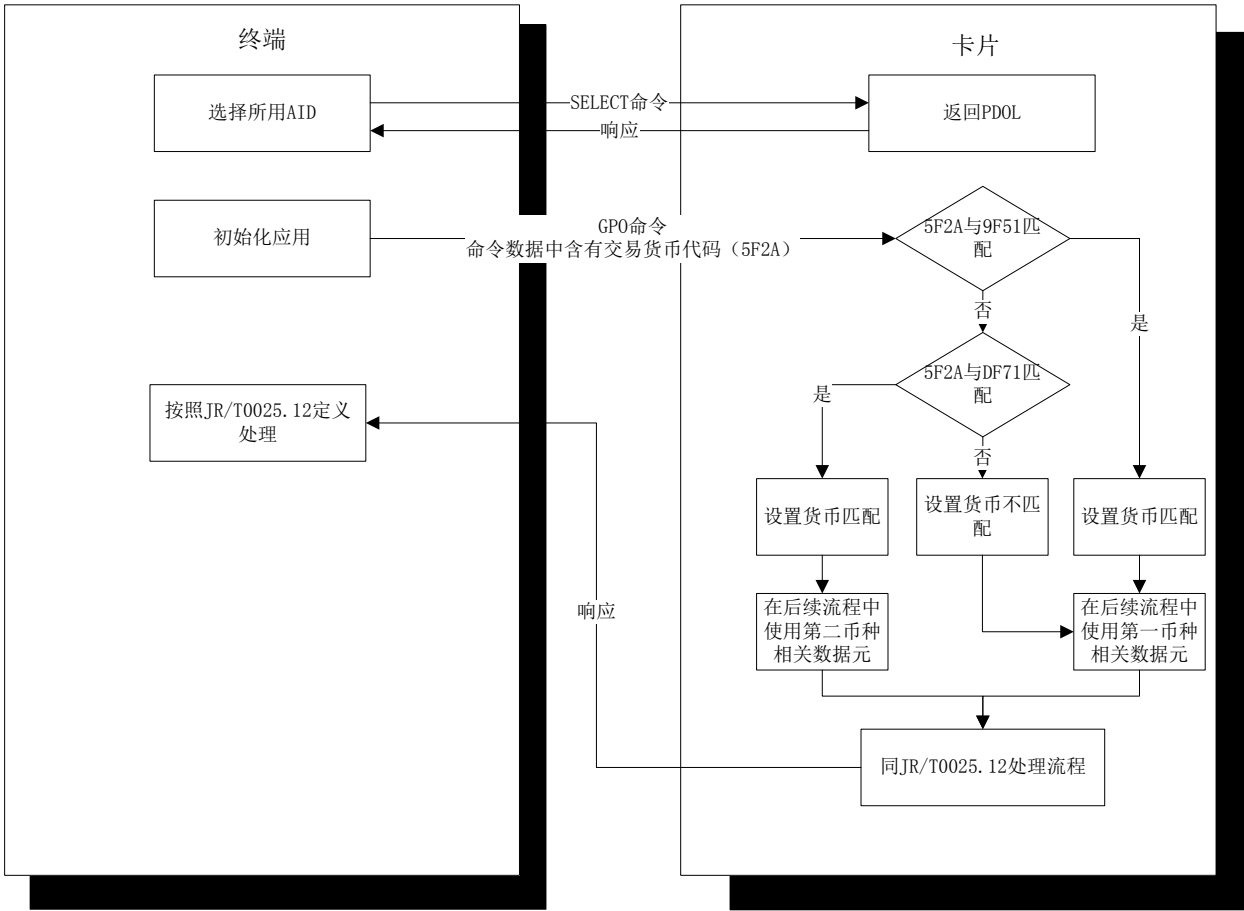 终端
卡片
选择所用AID
SELECT命令
响应
返回PDOL
初始化应用
GPO命令
命令数据中含有交易货币代码（5F2A）
5F2A与9F51匹
配
否
是
5F2A与DF71匹
配
是
否
按照JR/T0025.12定义
处理
设置货币匹配
设置货币不匹
配
设置货币匹配
响应
在后续流程中
使用第二币种
相关数据元
在后续流程中
使用第一币种
相关数据元
同JR/T0025.12处理流程